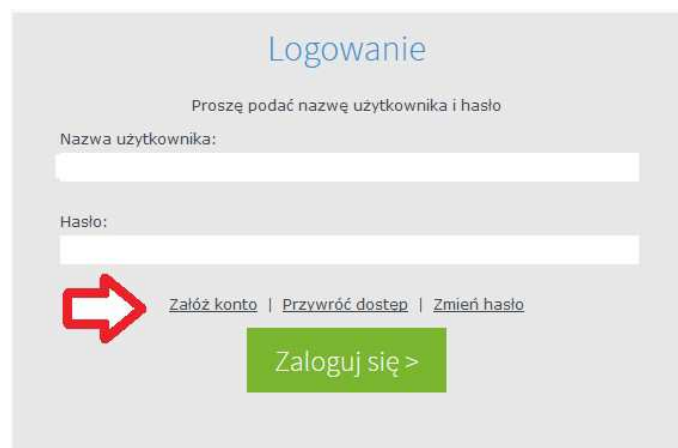 Logowanie
Proszę podać nazwę użytkownika i hasło
Nazwa użytkownika:
Hasło:
Załóż konto | Przywróć dostęp | Zmień hasło
Zaloguj się >